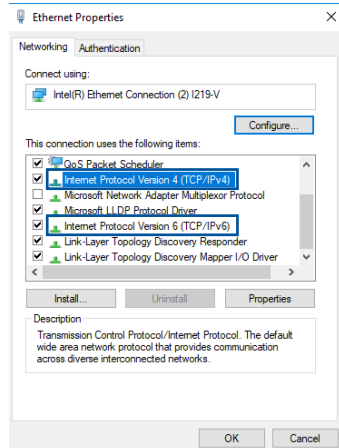 Ethernet Properties
Networking Authentication
Connect using:
Intel(R) Ethernet Connection (2) I219-V
Configure...
This connection uses the following items:
QoS Packet Scheduler
Internet Protocol Version 4 (TCP/IPv4)
Microsoft Network Adapter Multiplexor Protocol
Microsoft LLDP Protocol Driver
Internet Protocol Version 6 (TCP/IPv6)
Link-Layer Topology Discovery Responder
Link-Layer Topology Discovery Mapper I/O Driver
Install... Uninstall Properties
Description
Transmission Control Protocol/Internet Protocol. The default
wide area network protocol that provides communication
across diverse interconnected networks.
OK Cancel